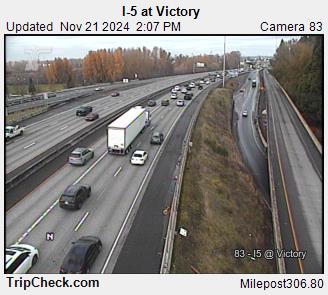 I-5 at Victory
Updated Nov 21 2024 2:07 PM Camera 83
N
83 - I5 @ Victory
TripCheck.com Milepost306.80